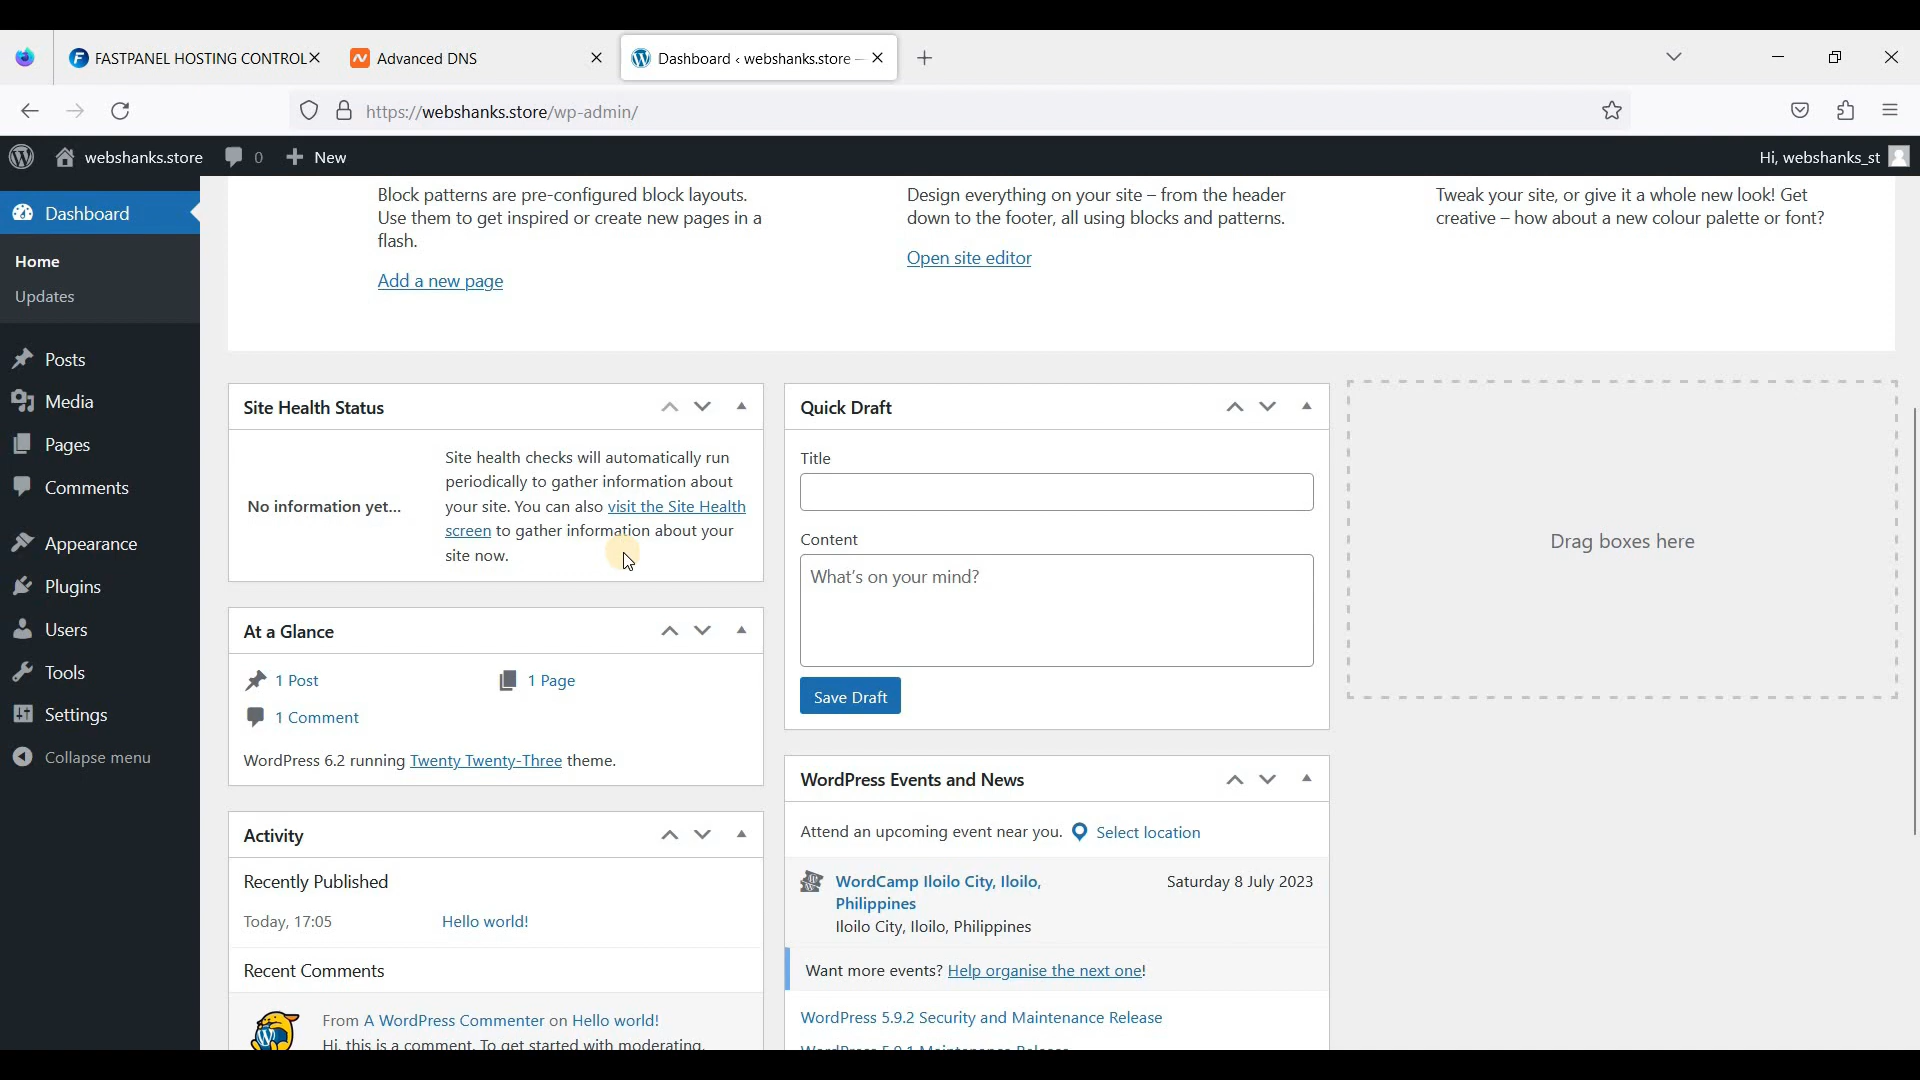 FASTPANEL HOSTING CONTROL
Advanced DNS
Dashboard ‹ webshanks.store —
https://webshanks.store/wp-admin/
webshanks.store
0
New
Hi, webshanks_st
Dashboard
Home
Updates
Posts
Media
Pages
Comments
Appearance
Plugins
Users
Tools
Settings
Collapse menu
Block patterns are pre-configured block layouts.
Use them to get inspired or create new pages in a
flash.
Add a new page
Design everything on your site – from the header
down to the footer, all using blocks and patterns.
Open site editor
Tweak your site, or give it a whole new look! Get
creative – how about a new colour palette or font?
Site Health Status
No information yet...
Site health checks will automatically run
periodically to gather information about
your site. You can also visit the Site Health
screen to gather information about your
site now.
At a Glance
1 Post
1 Page
1 Comment
WordPress 6.2 running Twenty Twenty-Three theme.
Activity
Recently Published
Today, 17:05
Hello world!
Recent Comments
From A WordPress Commenter on Hello world!
Hi, this is a comment. To get started with moderating,
Quick Draft
Title
Content
What's on your mind?
Save Draft
WordPress Events and News
Attend an upcoming event near you.
Select location
WordCamp Iloilo City, Iloilo,
Philippines
Iloilo City, Iloilo, Philippines
Saturday 8 July 2023
Want more events? Help organise the next one!
WordPress 5.9.2 Security and Maintenance Release
Drag boxes here